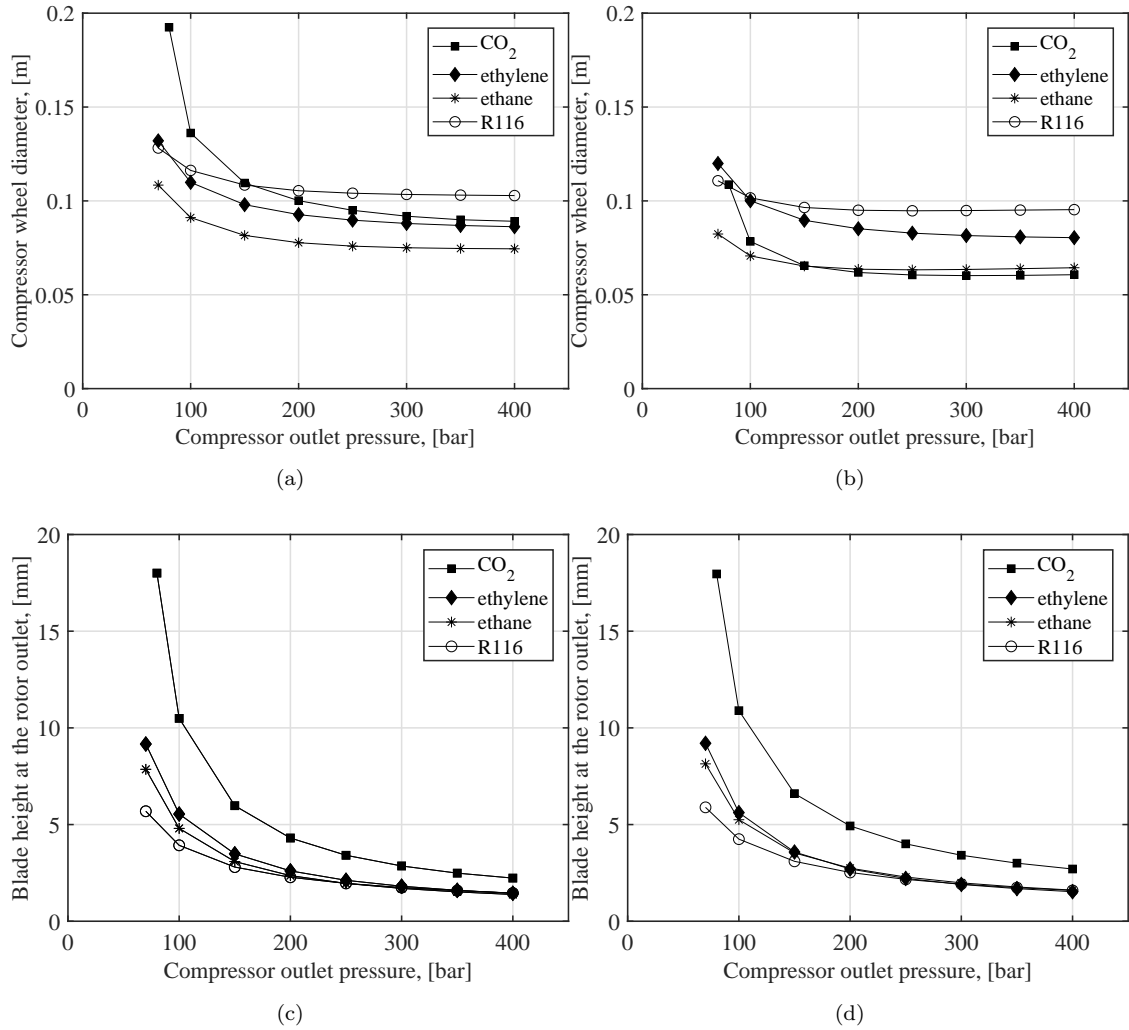 Compressor wheel diameter, [m]
0.2
0.15
0.1
0.05
0
0 100 200 300 400
Compressor outlet pressure, [bar]
CO2
ethylene
ethane
R116
(a)
Compressor wheel diameter, [m]
0.2
0.15
0.1
0.05
0
0 100 200 300 400
Compressor outlet pressure, [bar]
CO2
ethylene
ethane
R116
(b)
Blade height at the rotor outlet, [mm]
20
15
10
5
0
0 100 200 300 400
Compressor outlet pressure, [bar]
CO2
ethylene
ethane
R116
(c)
Blade height at the rotor outlet, [mm]
20
15
10
5
0
0 100 200 300 400
Compressor outlet pressure, [bar]
CO2
ethylene
ethane
R116
(d)